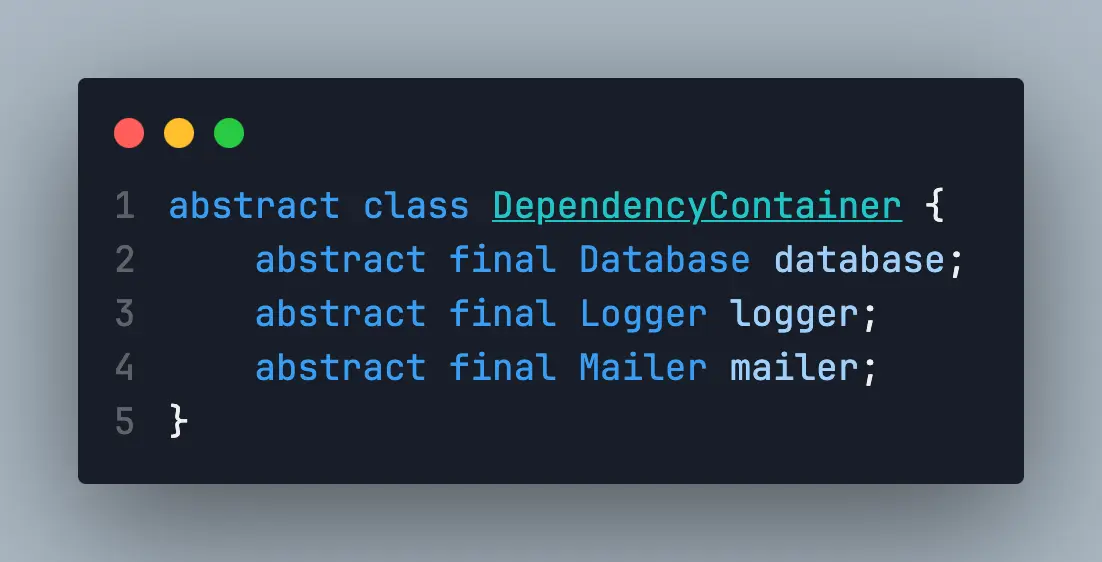 1 abstract class DependencyContainer {
2     abstract final Database database;
3     abstract final Logger logger;
4     abstract final Mailer mailer;
5 }